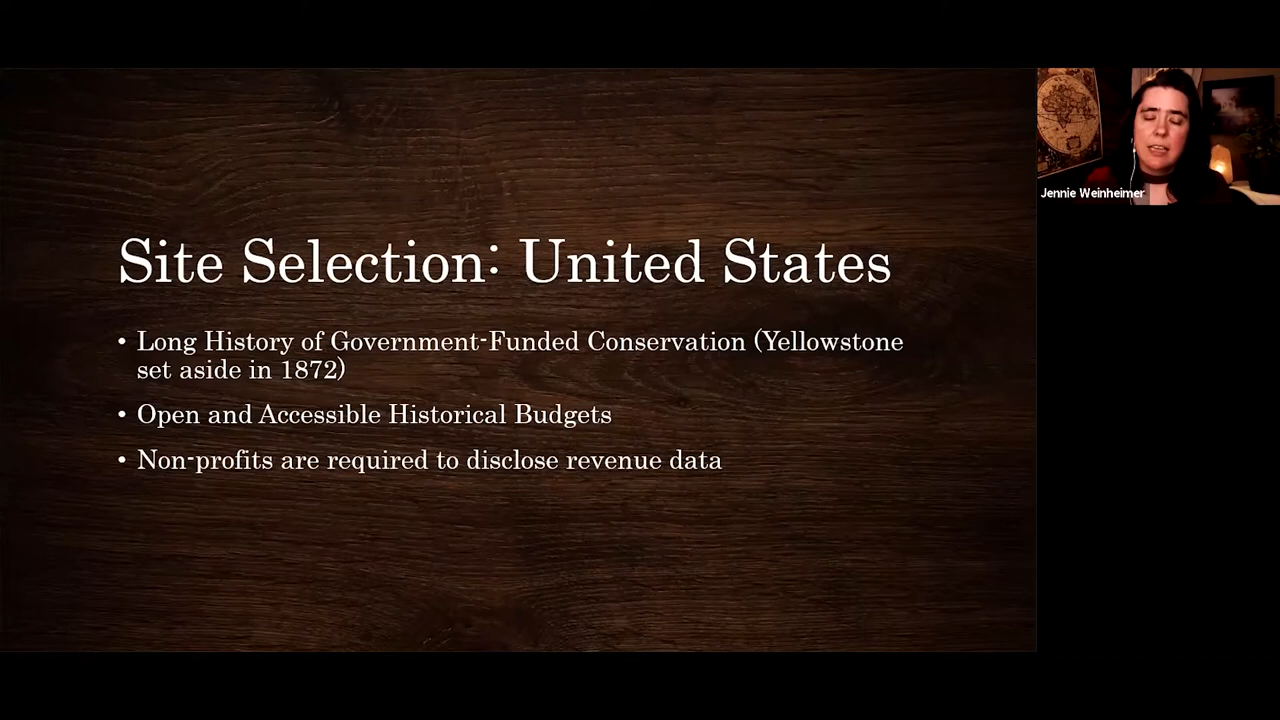 Site Selection: United States
• Long History of Government-Funded Conservation (Yellowstone
set aside in 1872)
• Open and Accessible Historical Budgets
• Non-profits are required to disclose revenue data
Jennie Weinheimer